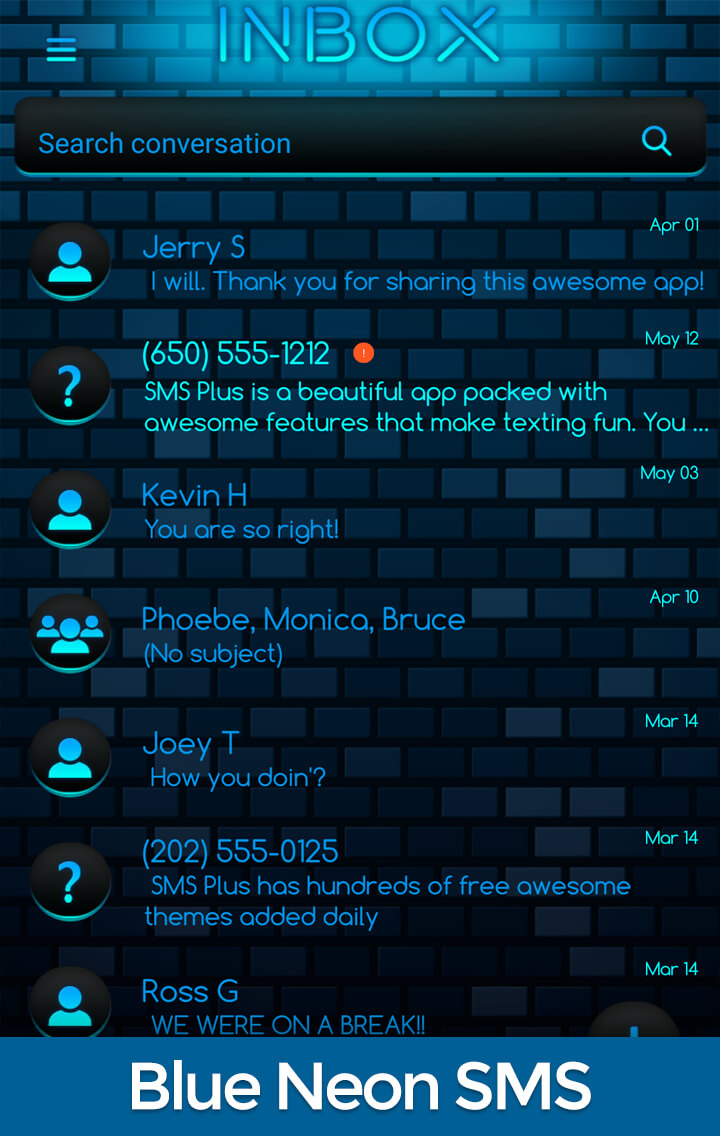 INBOX
Search conversation
Apr 01
Jerry S
I will. Thank you for sharing this awesome app!
May 12
(650) 555-1212 !
SMS Plus is a beautiful app packed with
awesome features that make texting fun. You ...
May 03
Kevin H
You are so right!
Apr 10
Phoebe, Monica, Bruce
(No subject)
Mar 14
Joey T
How you doin'?
Mar 14
(202) 555-0125
SMS Plus has hundreds of free awesome
themes added daily
Mar 14
Ross G
WE WERE ON A BREAK!!
Blue Neon SMS